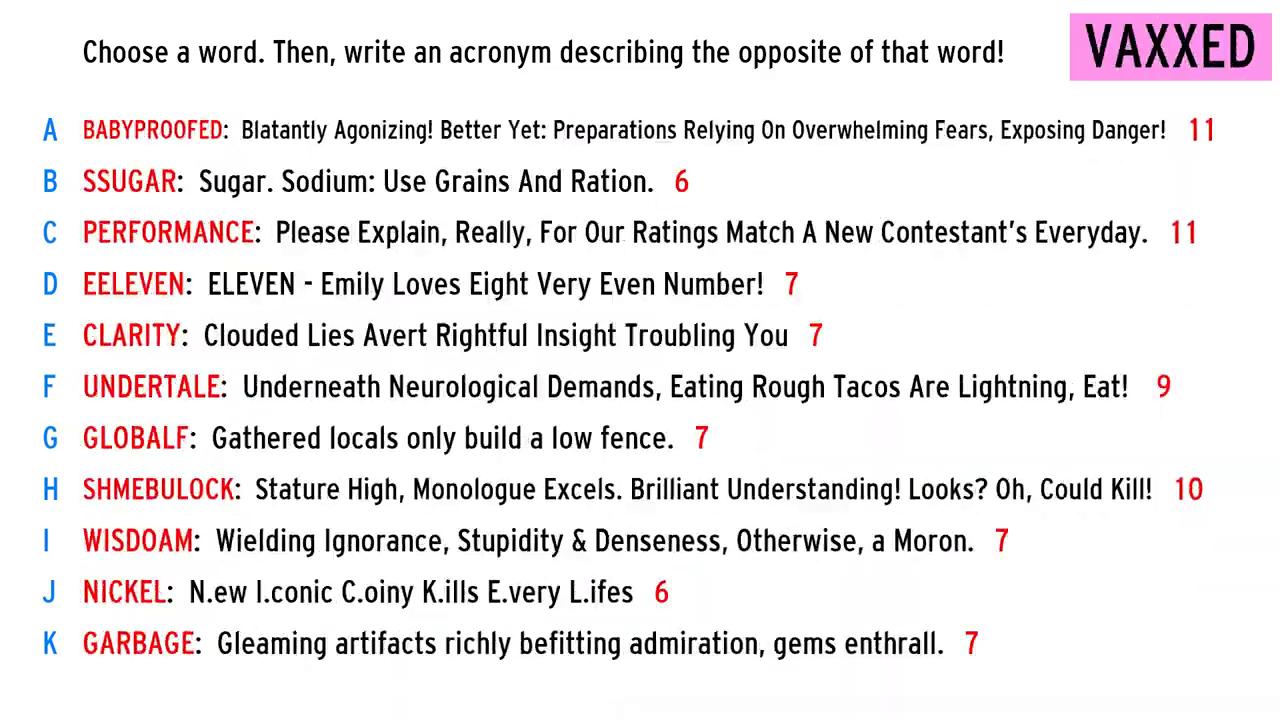 Choose a word. Then, write an acronym describing the opposite of that word!
VAXXED
A BABYPROOFED: Blatantly Agonizing! Better Yet: Preparations Relying On Overwhelming Fears, Exposing Danger! 11
B SSUGAR: Sugar. Sodium: Use Grains And Ration. 6
C PERFORMANCE: Please Explain, Really, For Our Ratings Match A New Contestant's Everyday. 11
D EELEVEN: ELEVEN - Emily Loves Eight Very Even Number! 7
E CLARITY: Clouded Lies Avert Rightful Insight Troubling You 7
F UNDERTALE: Underneath Neurological Demands, Eating Rough Tacos Are Lightning, Eat! 9
G GLOBALF: Gathered locals only build a low fence. 7
H SHMEBULOCK: Stature High, Monologue Excels. Brilliant Understanding! Looks? Oh, Could Kill! 10
I WISDOAM: Wielding Ignorance, Stupidity & Denseness, Otherwise, a Moron. 7
J NICKEL: N.ew I.conic C.oiny K.ills E.very L.ifes 6
K GARBAGE: Gleaming artifacts richly befitting admiration, gems enthrall. 7